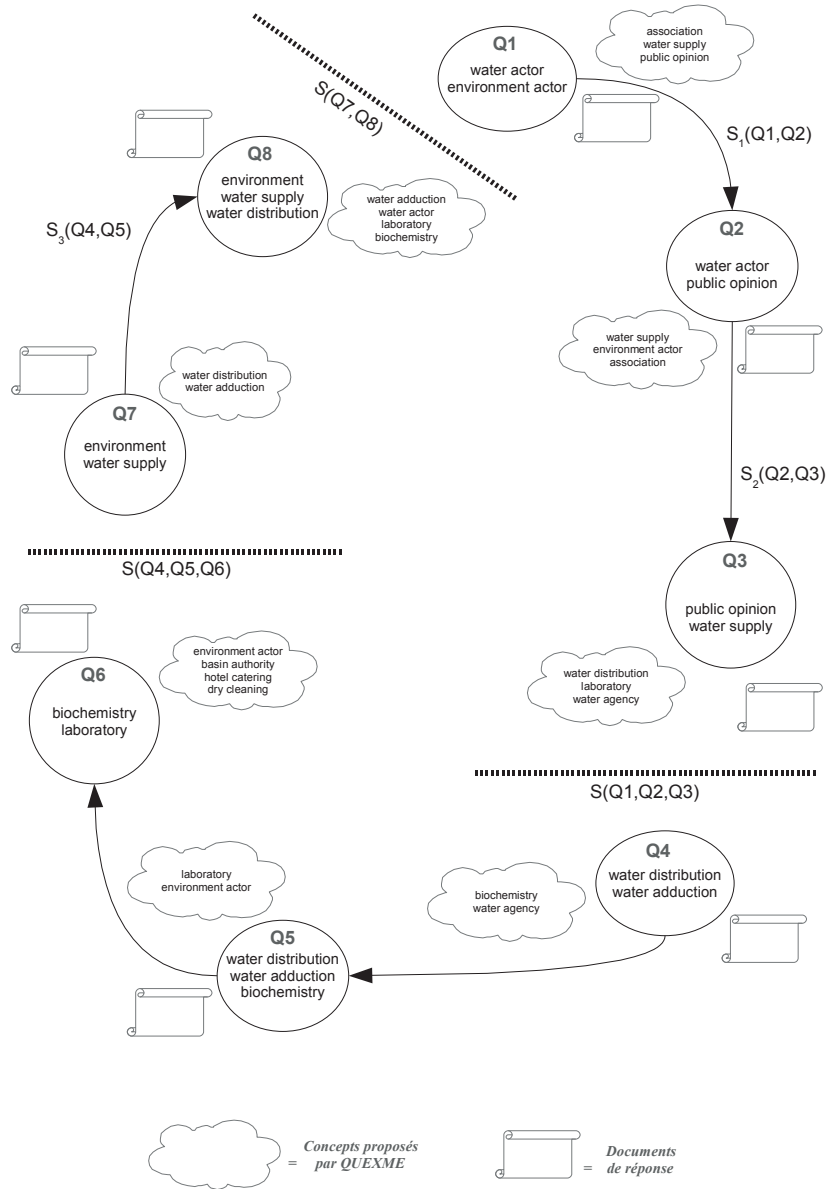 Q1
water actor
environment actor
association
water supply
public opinion
S1(Q1,Q2)
Q2
water actor
public opinion
water supply
environment actor
association
S2(Q2,Q3)
Q3
public opinion
water supply
water distribution
laboratory
water agency
S(Q1,Q2,Q3)
Q4
water distribution
water adduction
biochemistry
water agency
Q5
water distribution
water adduction
biochemistry
laboratory
environment actor
Q6
biochemistry
laboratory
environment actor
basin authority
hotel catering
dry cleaning
S(Q4,Q5,Q6)
Q7
environment
water supply
water distribution
water adduction
S3(Q4,Q5)
Q8
environment
water supply
water distribution
water adduction
water actor
laboratory
biochemistry
S(Q7,Q8)
= Concepts proposés
par QUEXME
= Documents
de réponse